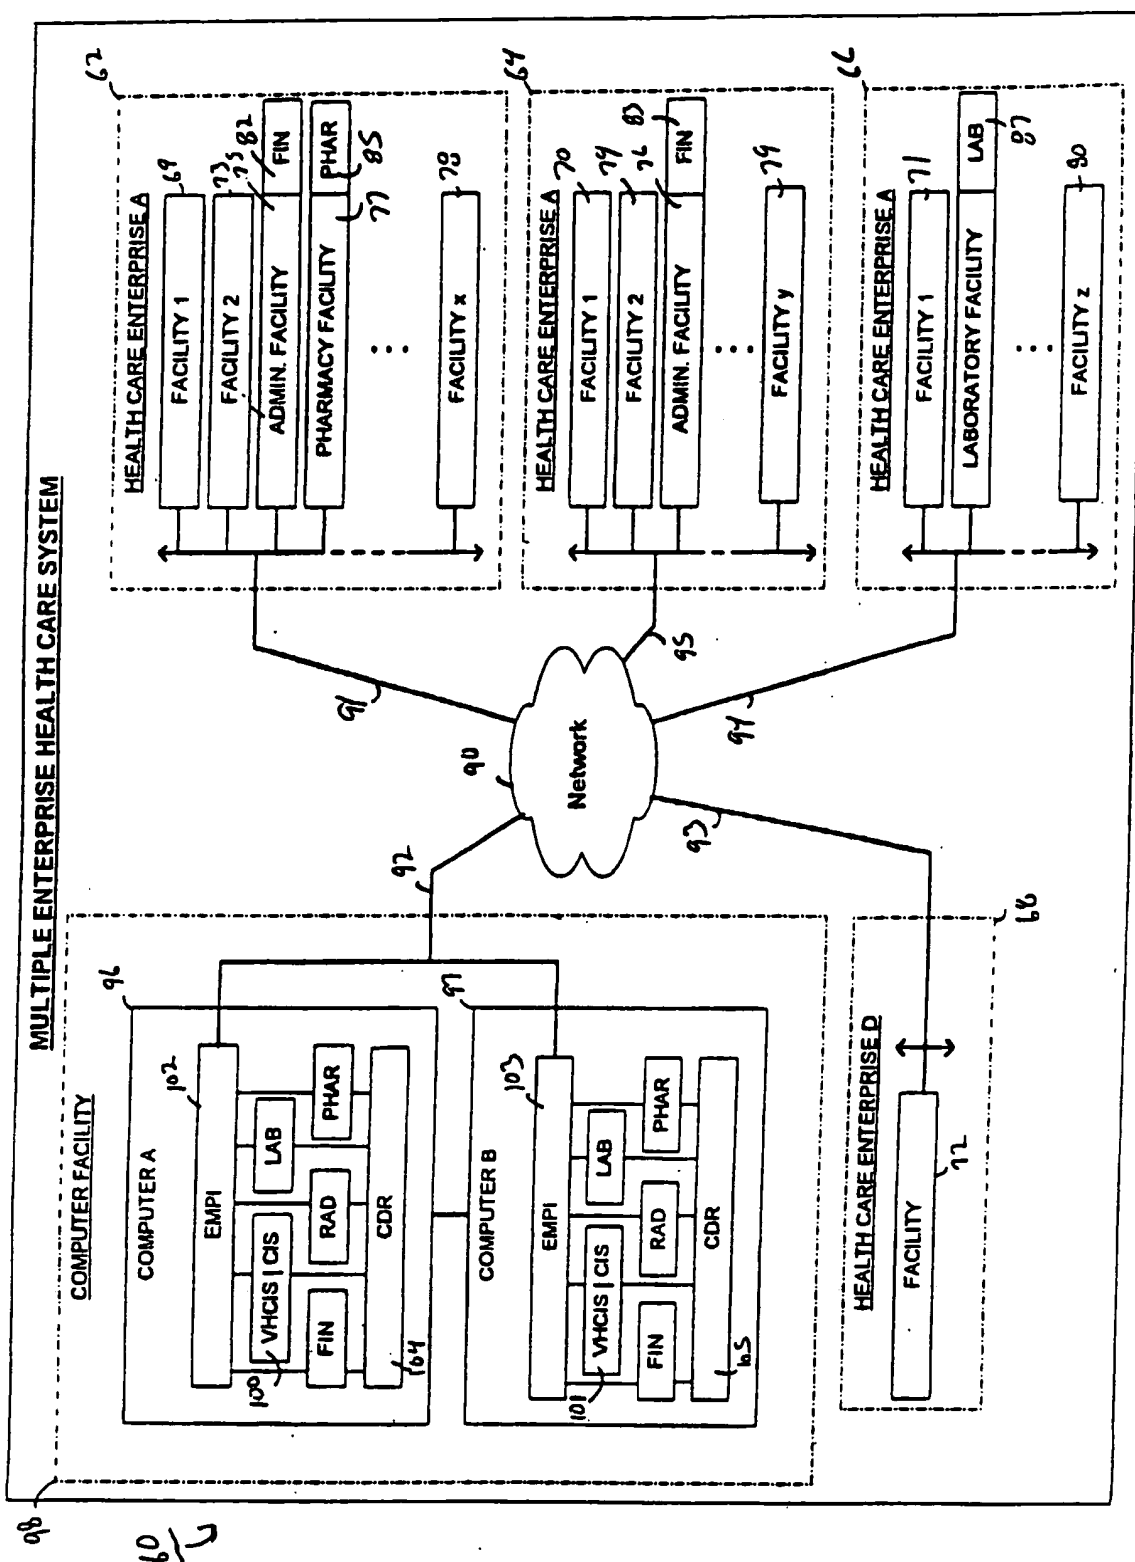 MULTIPLE ENTERPRISE HEALTH CARE SYSTEM
98
60
COMPUTER FACILITY
COMPUTER A
96
EMPI
102
VHCIS | CIS
100
LAB
FIN
RAD
PHAR
CDR
104
COMPUTER B
97
EMPI
103
VHCIS | CIS
101
LAB
FIN
RAD
PHAR
CDR
105
HEALTH CARE ENTERPRISE D
68
FACILITY
72
92
90
Network
91
95
94
93
HEALTH CARE ENTERPRISE A
62
FACILITY 1
69
FACILITY 2
73
75
ADMIN. FACILITY
82
FIN
PHARMACY FACILITY
PHAR
85
77
FACILITY x
78
HEALTH CARE ENTERPRISE A
64
FACILITY 1
70
FACILITY 2
74
76
ADMIN. FACILITY
83
FIN
FACILITY y
79
HEALTH CARE ENTERPRISE A
66
FACILITY 1
71
LABORATORY FACILITY
LAB
87
FACILITY z
80